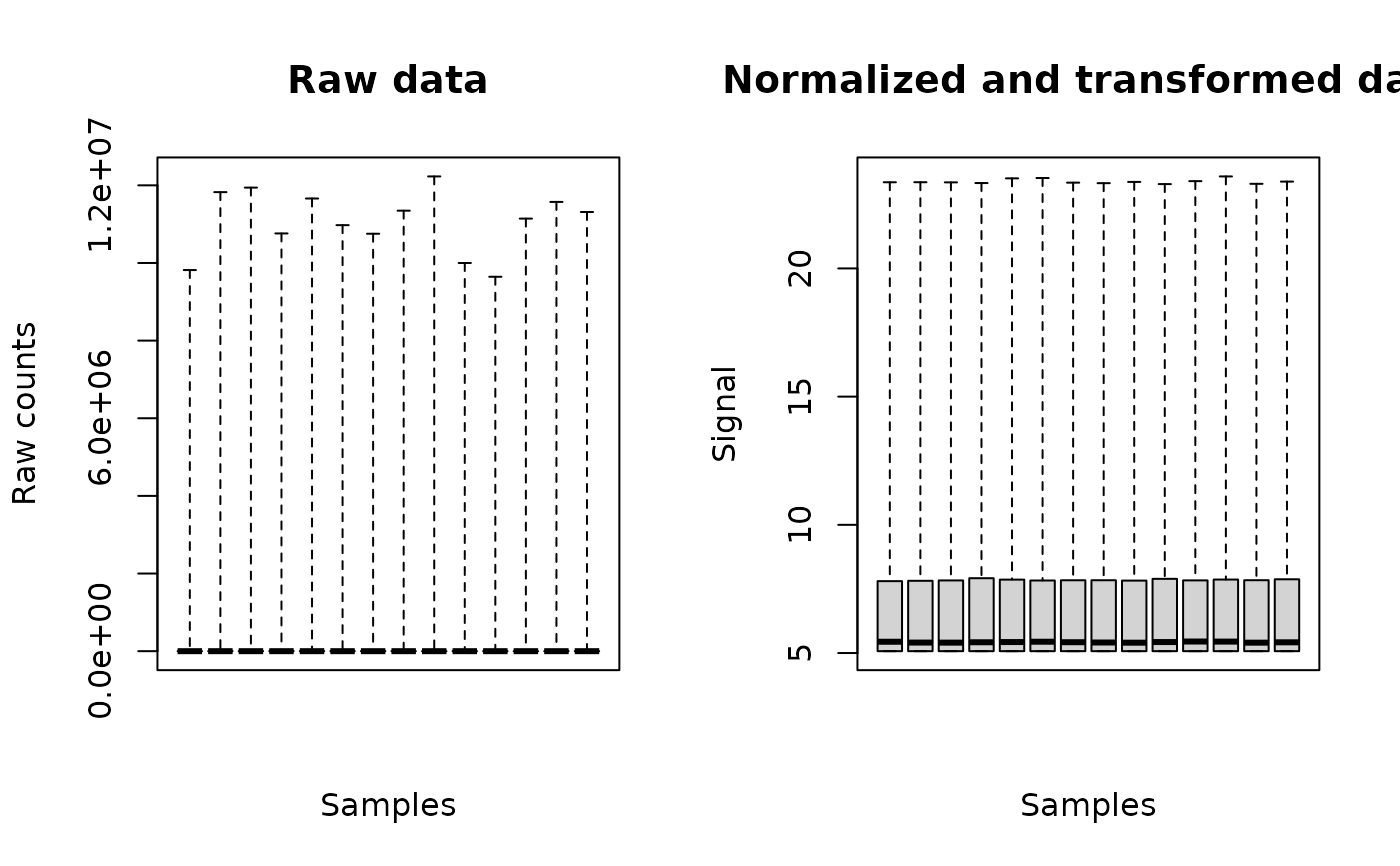 Raw data
Raw counts
1.2e+07
6.0e+06
0.0e+00
Samples
Normalized and transformed da
Signal
20
15
10
5
Samples